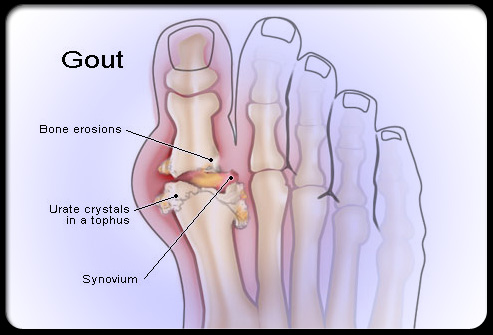 Gout
Bone erosions
Urate crystals
in a tophus
Synovium